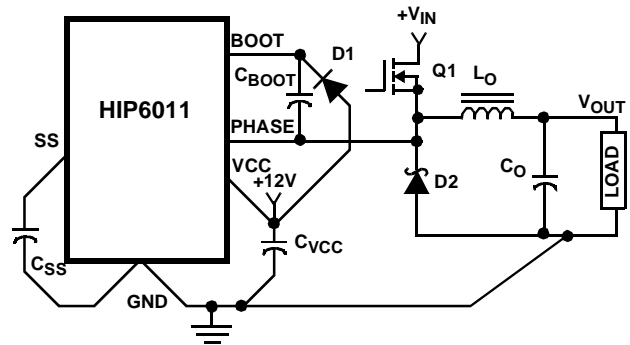 +VIN
BOOT
D1
CBOOT
Q1
LO
HIP6011
VOUT
SS
PHASE
VCC
+12V
D2
CO
LOAD
CVCC
CSS
GND